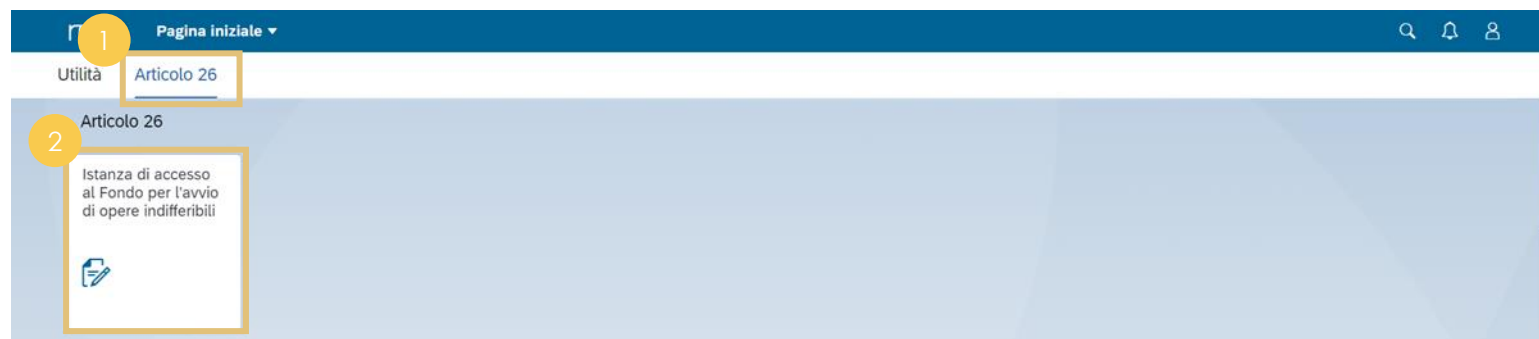 1
Pagina iniziale
Utilità Articolo 26
Articolo 26
2
Istanza di accesso
al Fondo per l'avvio
di opere indifferibili